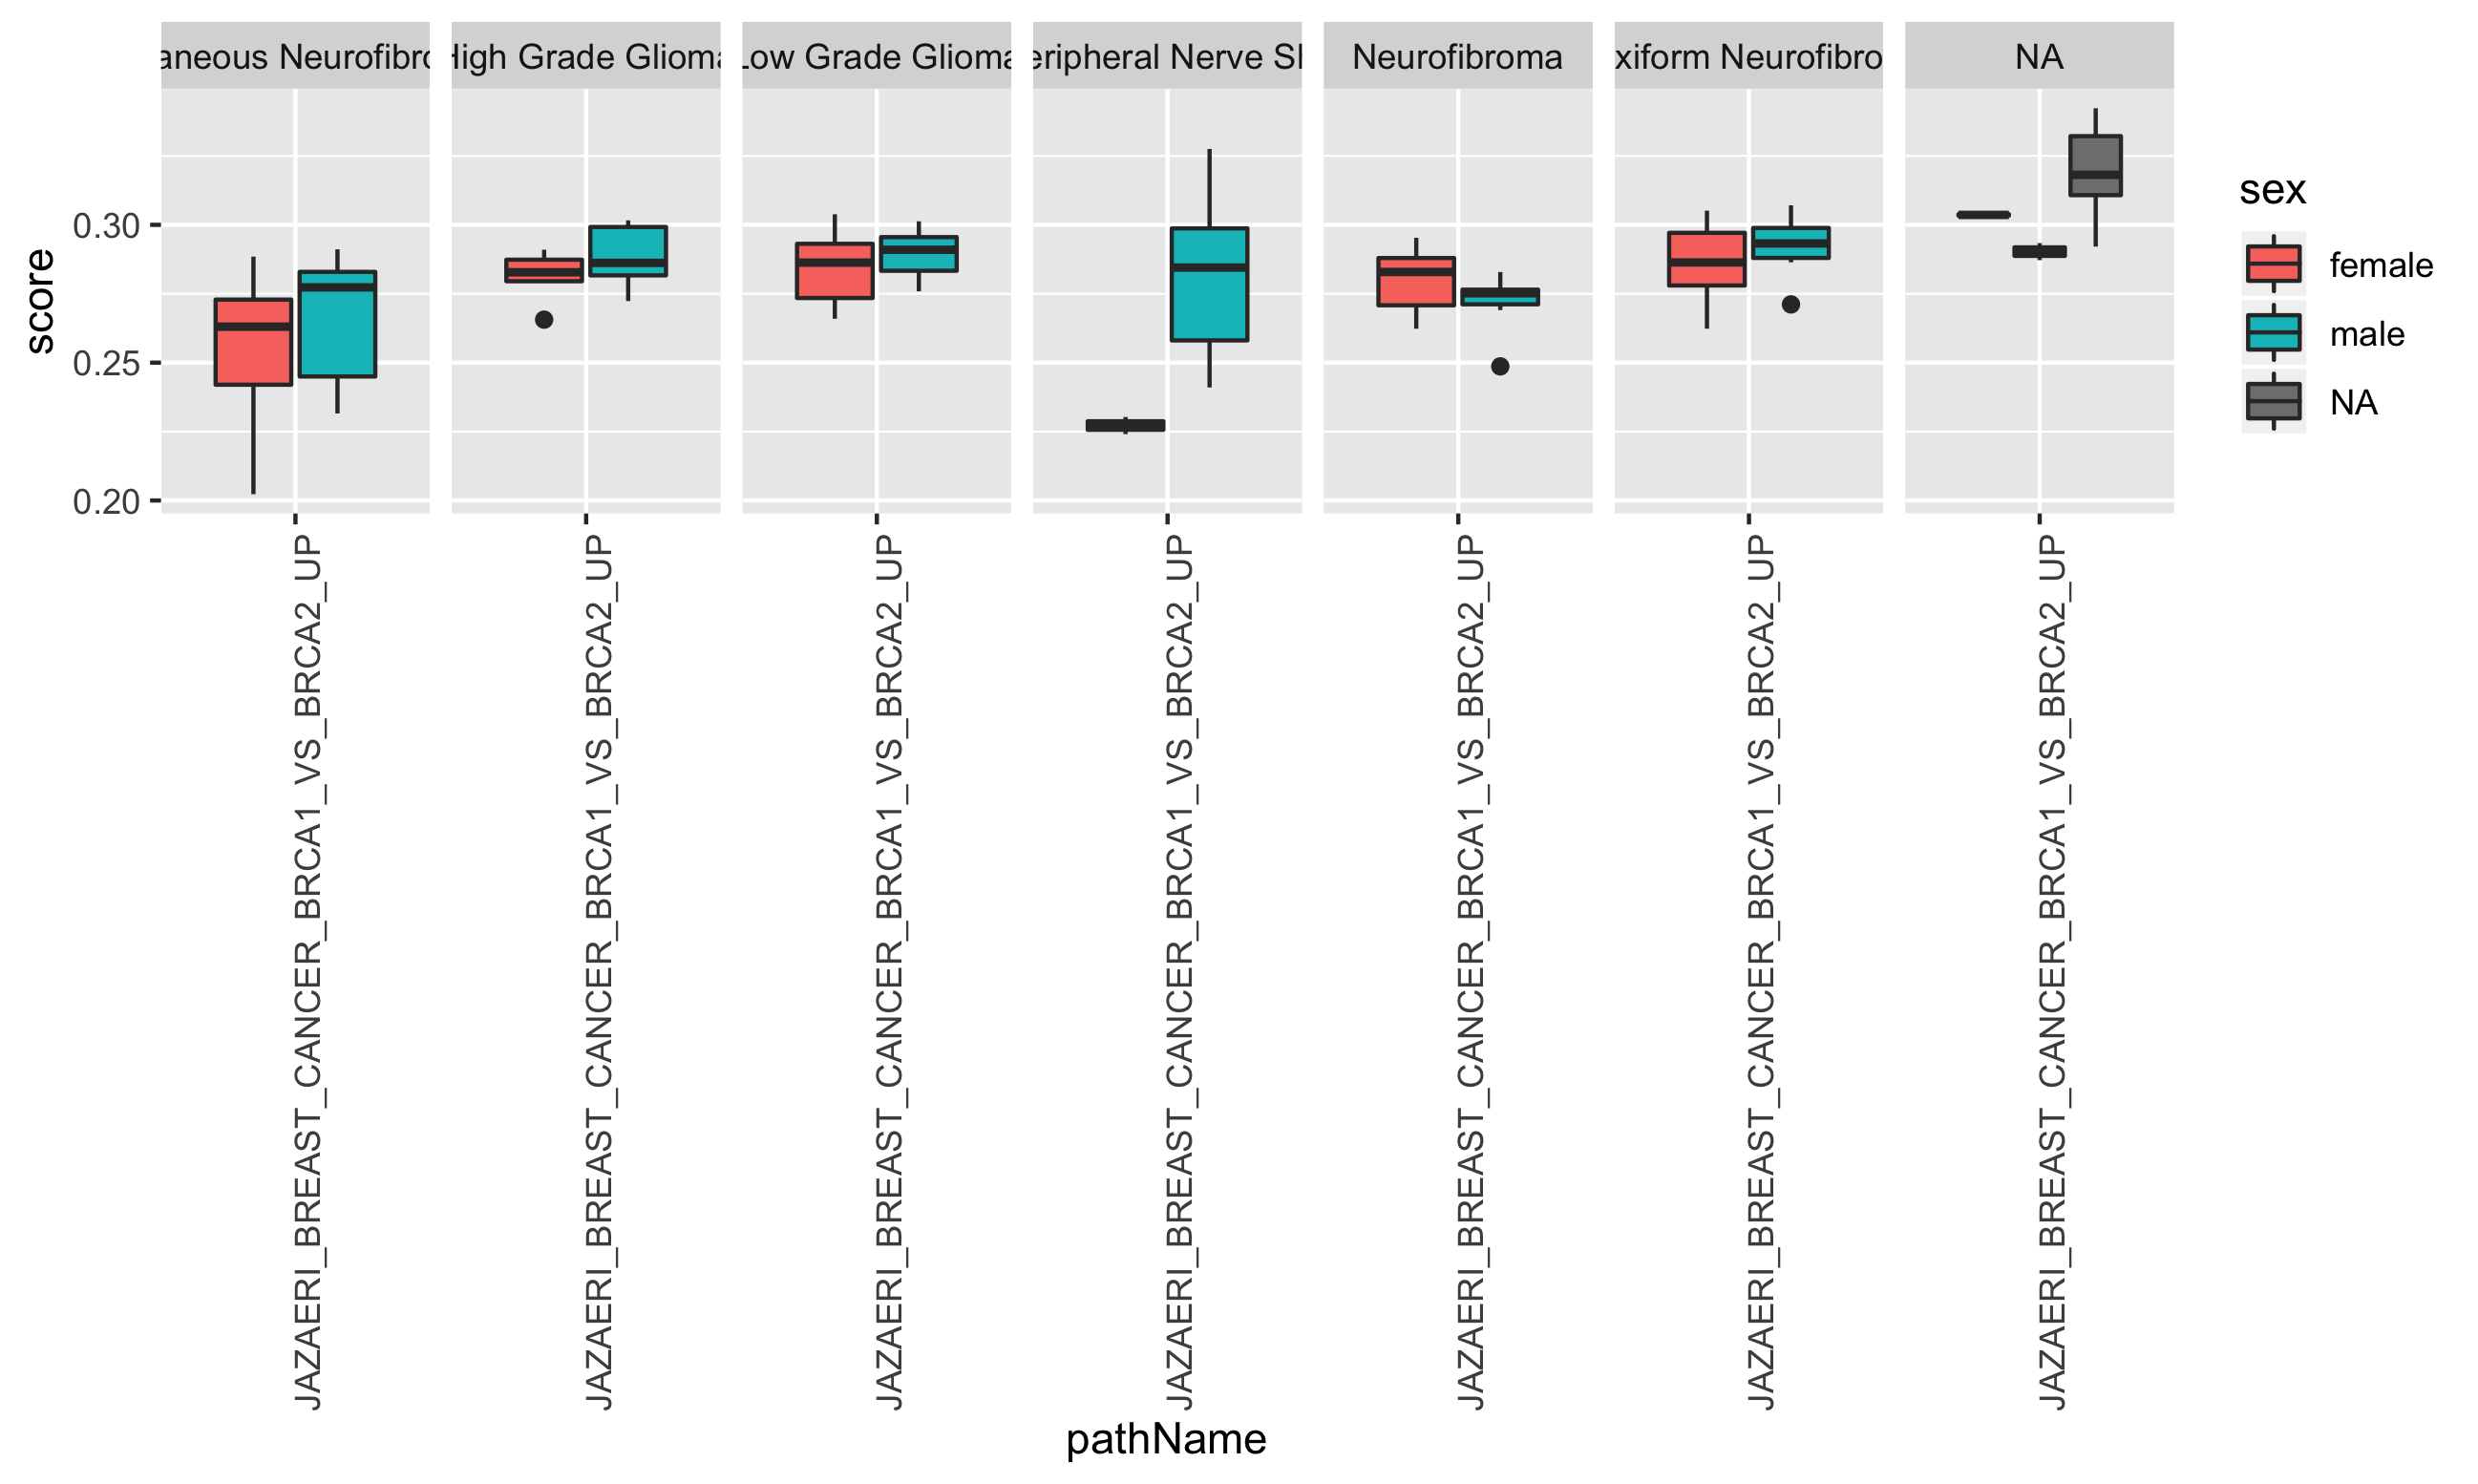 aneous Neurofibro
High Grade Glioma
Low Grade Glioma
eripheral Nerve Sh
Neurofibroma
xiform Neurofibro
NA
score
0.30
0.25
0.20
sex
female
male
NA
JAZAERI_BREAST_CANCER_BRCA1_VS_BRCA2_UP
JAZAERI_BREAST_CANCER_BRCA1_VS_BRCA2_UP
JAZAERI_BREAST_CANCER_BRCA1_VS_BRCA2_UP
JAZAERI_BREAST_CANCER_BRCA1_VS_BRCA2_UP
JAZAERI_BREAST_CANCER_BRCA1_VS_BRCA2_UP
JAZAERI_BREAST_CANCER_BRCA1_VS_BRCA2_UP
JAZAERI_BREAST_CANCER_BRCA1_VS_BRCA2_UP
pathName